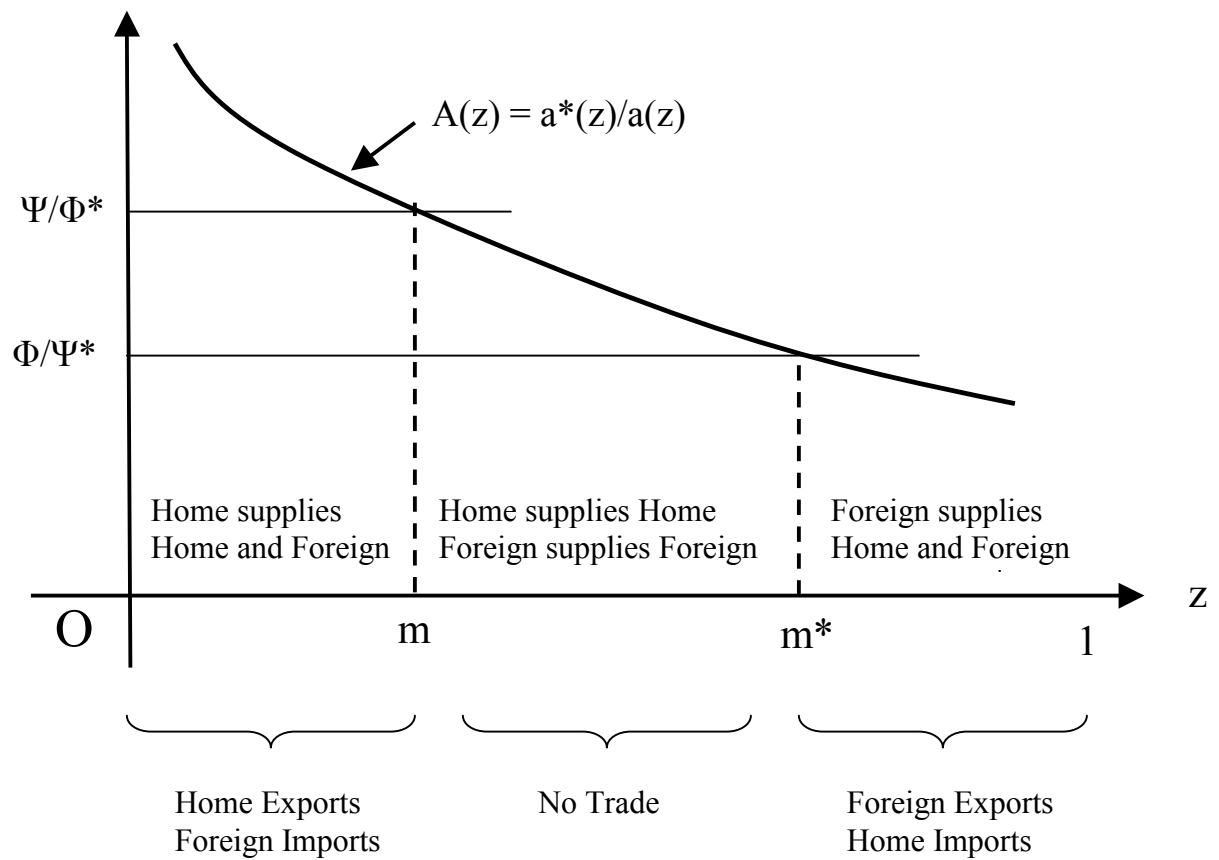 A(z) = a*(z)/a(z)
Ψ/Φ*
Φ/Ψ*
Home supplies
Home and Foreign
Home supplies Home
Foreign supplies Foreign
Foreign supplies
Home and Foreign
z
O
m
m*
1
Home Exports
Foreign Imports
No Trade
Foreign Exports
Home Imports